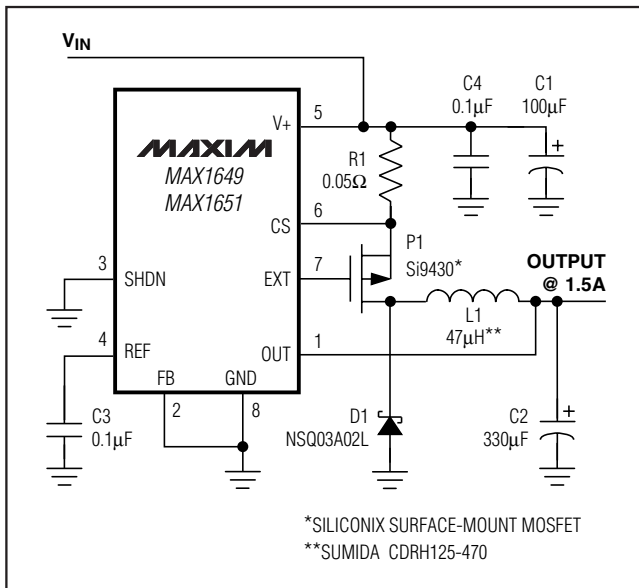 VIN
C4
0.1µF
C1
100µF
5
V+
MAXIM
MAX1649
MAX1651
R1
0.05Ω
6
CS
P1
Si9430*
3
SHDN
EXT
7
OUTPUT
@ 1.5A
L1
47µH**
4
REF
OUT
1
FB
GND
2
8
C3
0.1µF
D1
NSQ03A02L
C2
330µF
+
+
*SILICONIX SURFACE-MOUNT MOSFET
**SUMIDA CDRH125-470